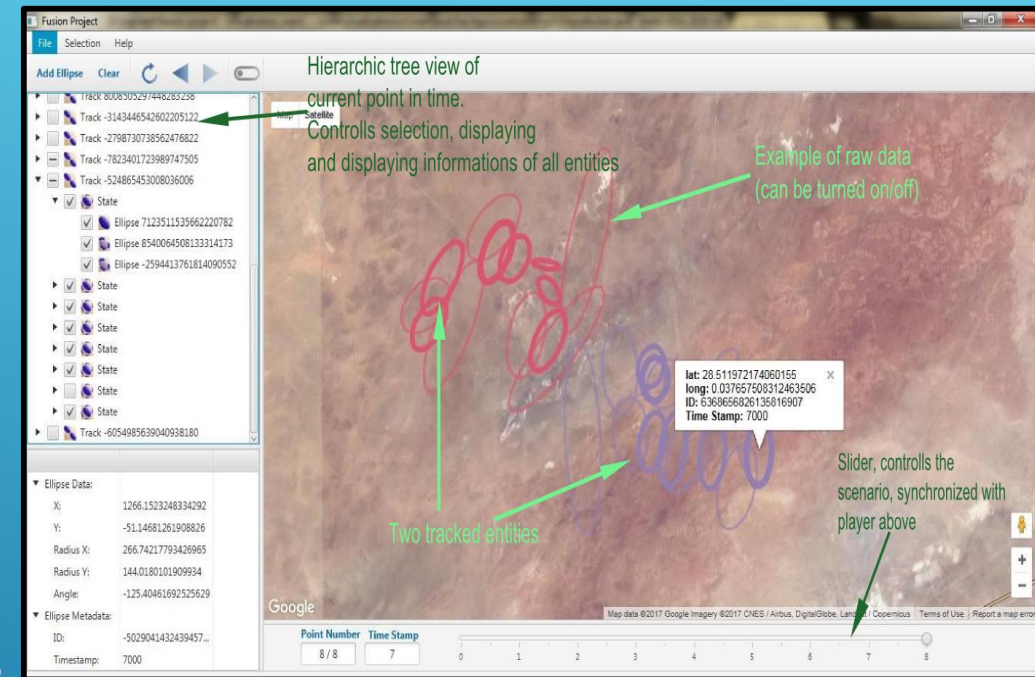 Fusion Project
File Selection Help
Add Ellipse Clear
Track 8008505297448283238
Track -3143446542602205122
Track -2798730738562476822
Track -7823401723989747505
Track -524865453008036006
State
Ellipse 7123511535662220782
Ellipse 8540064508133314173
Ellipse -2594413761814090552
State
State
State
State
State
State
State
Track -6054985639040938180
Ellipse Data:
X: 1266.1523248334292
Y: -51.14681261908826
Radius X: 266.74217793426965
Radius Y: 144.0180101909934
Angle: -125.40461692525629
Ellipse Metadata:
ID: -5029041432439457...
Timestamp: 7000
Hierarchic tree view of
current point in time.
Controlls selection, displaying
and displaying informations of all entities
Map Satellite
Example of raw data
(can be turned on/off)
lat: 28.511972174060155 x
long: 0.037657508312463506
ID: 6368656826135816907
Time Stamp: 7000
Two tracked entities
Slider, controlls the
scenario, synchronized with
player above
+
−
Google
Map data ©2017 Google Imagery ©2017 CNES / Airbus, DigitalGlobe, Landsat / Copernicus Terms of Use Report a map error
Point Number Time Stamp
8 / 8 7
0 1 2 3 4 5 6 7 8